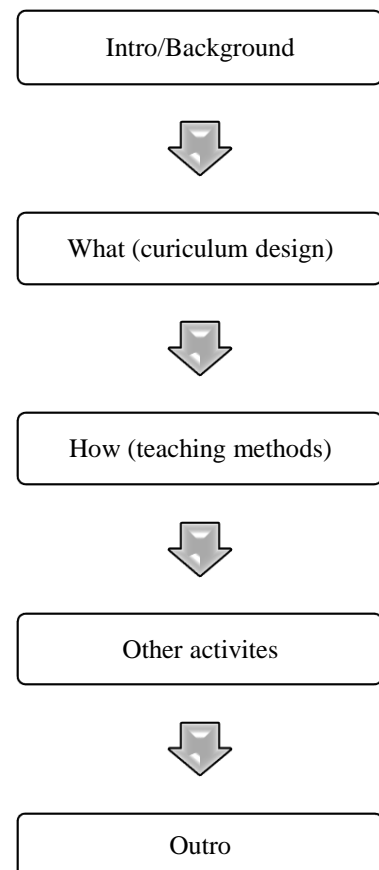 Intro/Background
What (curiculum design)
How (teaching methods)
Other activites
Outro